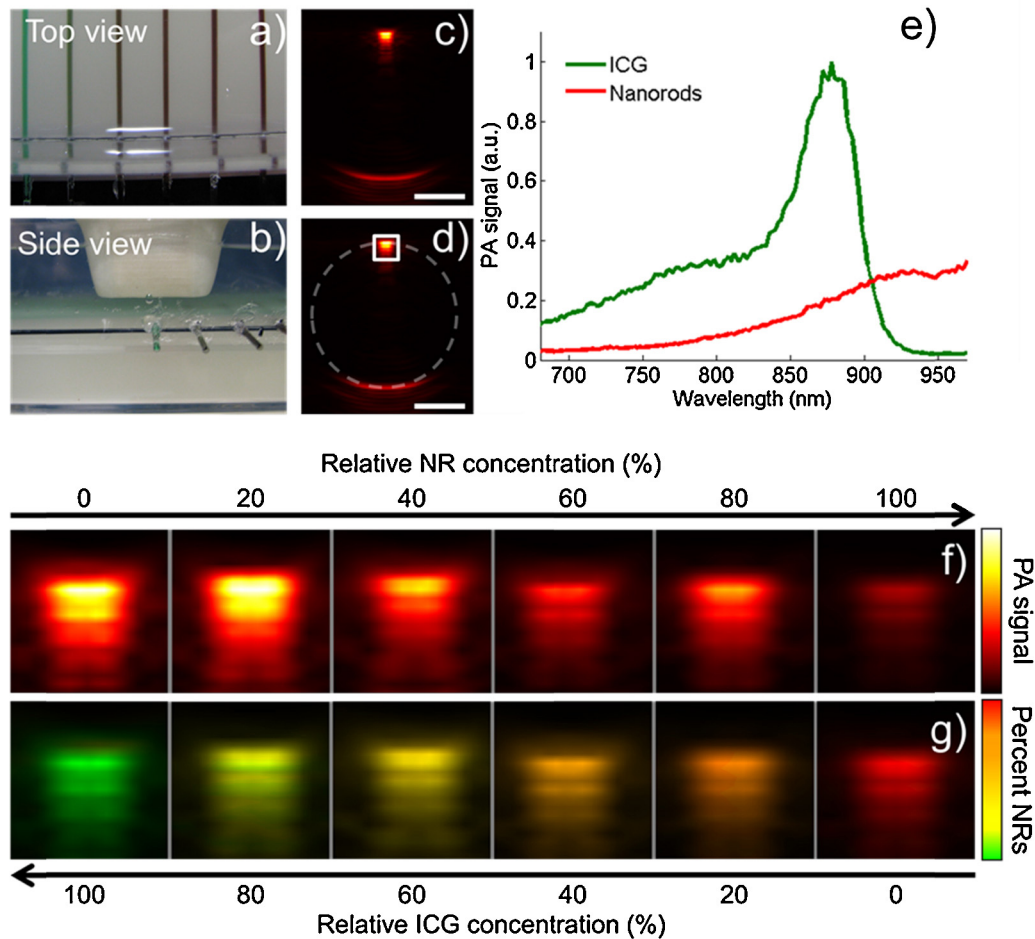 Top view
a)
c)
Side view
b)
d)
e)
ICG
Nanorods
PA signal (a.u.)
1
0.8
0.6
0.4
0.2
0
700 750 800 850 900 950
Wavelength (nm)
Relative NR concentration (%)
0 20 40 60 80 100
f)
PA signal
g)
Percent NRs
100 80 60 40 20 0
Relative ICG concentration (%)